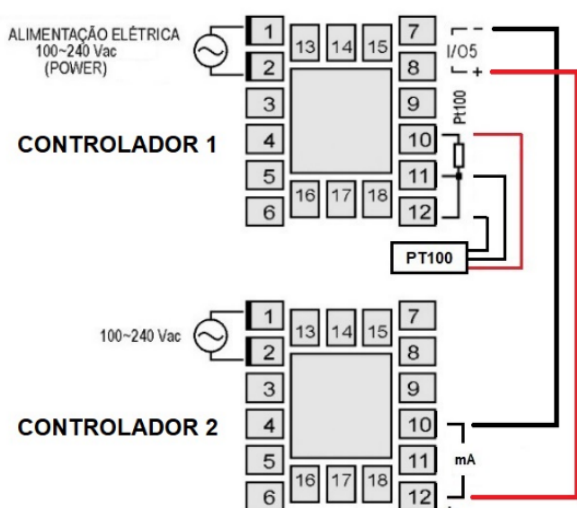 ALIMENTAÇÃO ELÉTRICA
100~240 Vac
(POWER)
1
2
3
4
5
6
13 14 15
16 17 18
7
8
9
10
11
12
I/O5
- +
Pt100
CONTROLADOR 1
PT100
100~240 Vac
1
2
3
4
5
6
13 14 15
16 17 18
7
8
9
10
11
12
mA
CONTROLADOR 2